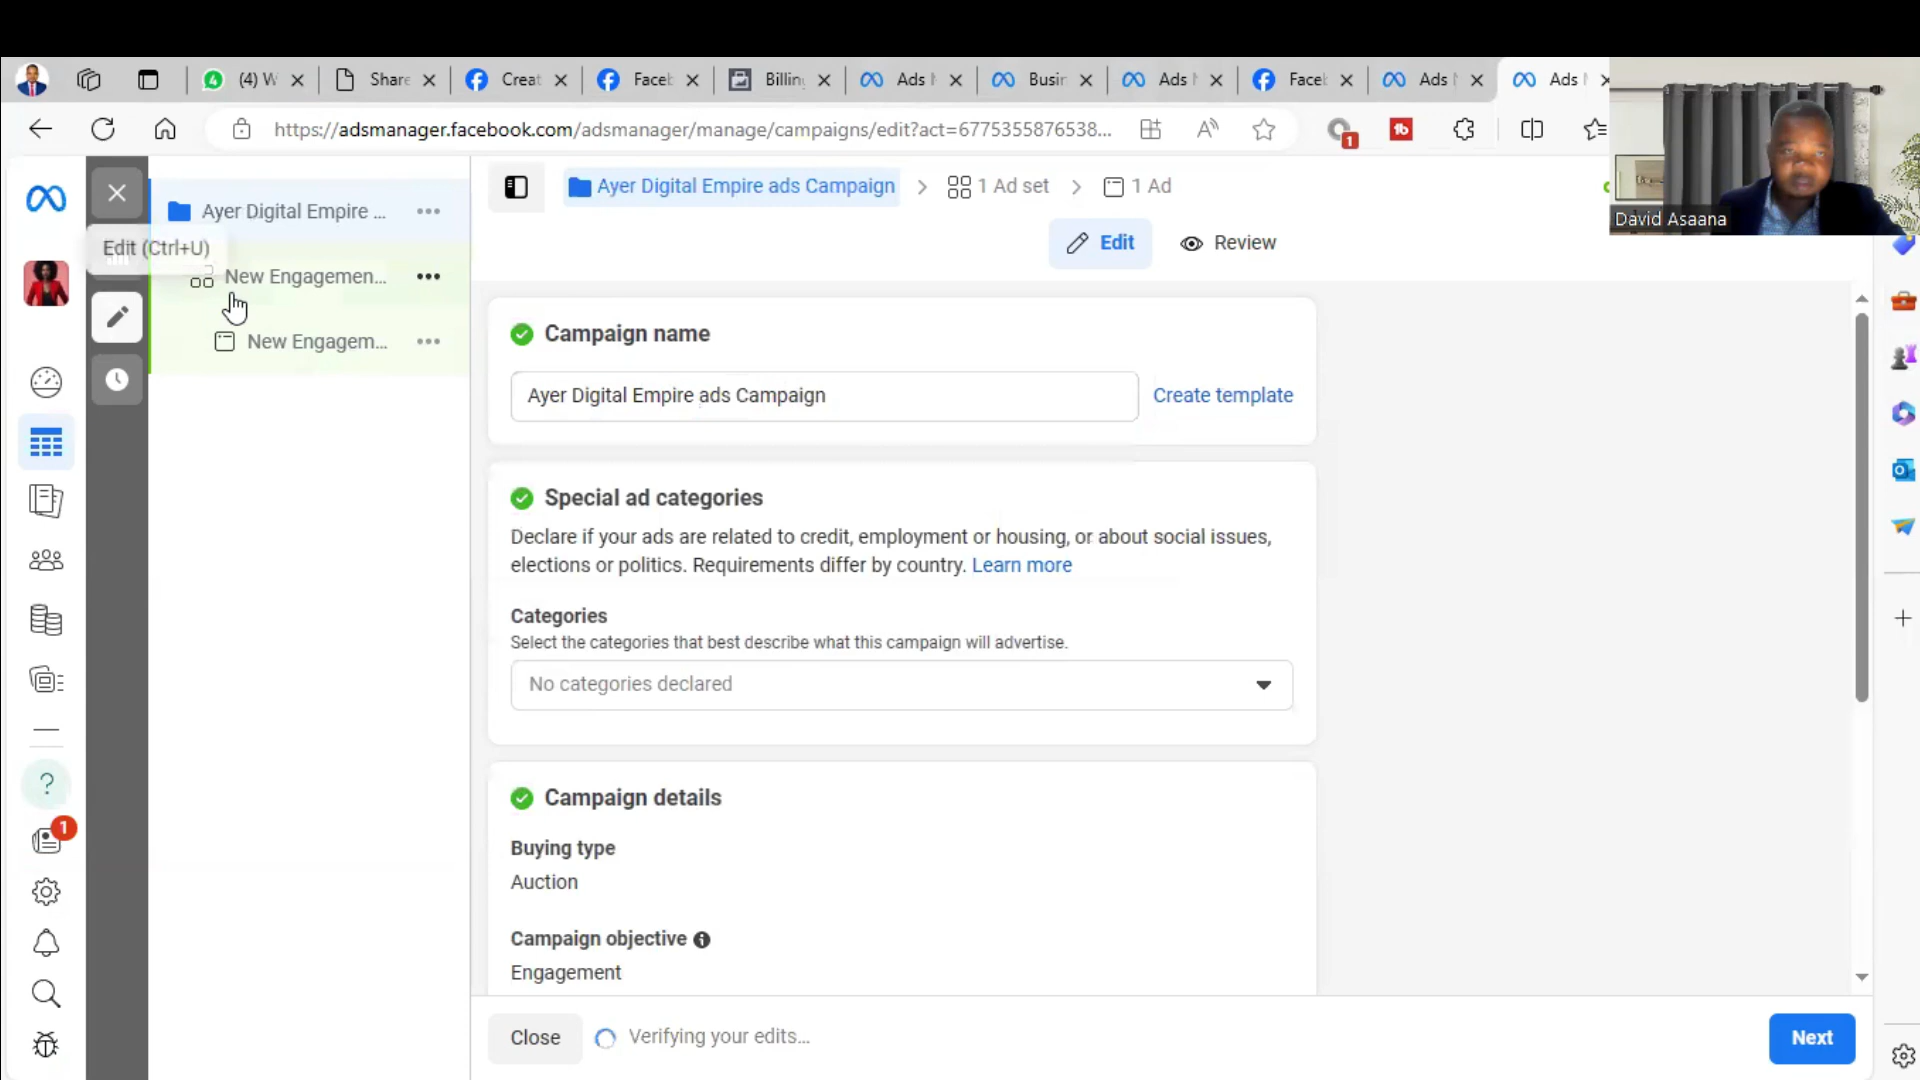 (4) W
Share
Creat
Faceb
Billin
Ads
Busin
Ads
Faceb
Ads
Ads
https://adsmanager.facebook.com/adsmanager/manage/campaigns/edit?act=6775355876538...
1
David Asaana
Ayer Digital Empire ...
Edit (Ctrl+U)
New Engagemen...
New Engagem...
Ayer Digital Empire ads Campaign
1 Ad set
1 Ad
Edit
Review
Campaign name
Ayer Digital Empire ads Campaign
Create template
Special ad categories
Declare if your ads are related to credit, employment or housing, or about social issues,
elections or politics. Requirements differ by country. Learn more
Categories
Select the categories that best describe what this campaign will advertise.
No categories declared
Campaign details
Buying type
Auction
Campaign objective
Engagement
1
Close
Verifying your edits...
Next